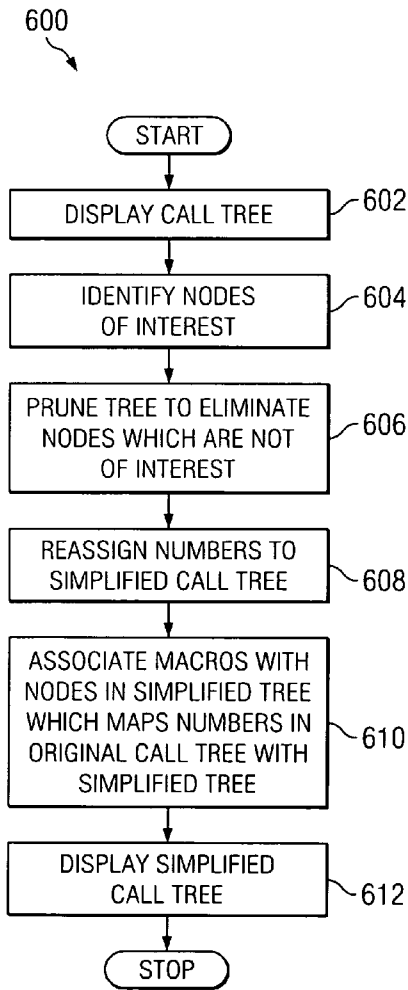 600
START
DISPLAY CALL TREE
602
IDENTIFY NODES
OF INTEREST
604
PRUNE TREE TO ELIMINATE
NODES WHICH ARE NOT
OF INTEREST
606
REASSIGN NUMBERS TO
SIMPLIFIED CALL TREE
608
ASSOCIATE MACROS WITH
NODES IN SIMPLIFIED TREE
WHICH MAPS NUMBERS IN
ORIGINAL CALL TREE WITH
SIMPLIFIED TREE
610
DISPLAY SIMPLIFIED
CALL TREE
612
STOP